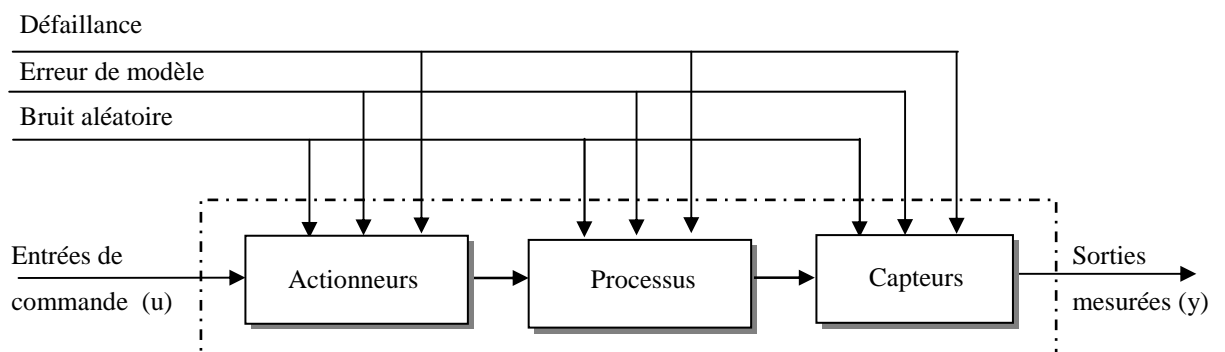 Défaillance
Erreur de modèle
Bruit aléatoire
Entrées de
commande (u)
Actionneurs
Processus
Capteurs
Sorties
mesurées (y)